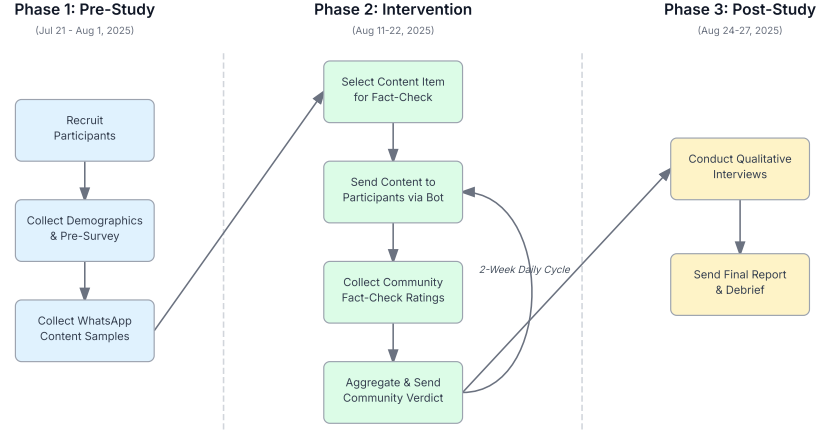 Phase 1: Pre-Study
(Jul 21 - Aug 1, 2025)
Recruit
Participants
Collect Demographics
& Pre-Survey
Collect WhatsApp
Content Samples
Phase 2: Intervention
(Aug 11-22, 2025)
Select Content Item
for Fact-Check
Send Content to
Participants via Bot
2-Week Daily Cycle
Collect Community
Fact-Check Ratings
Aggregate & Send
Community Verdict
Phase 3: Post-Study
(Aug 24-27, 2025)
Conduct Qualitative
Interviews
Send Final Report
& Debrief